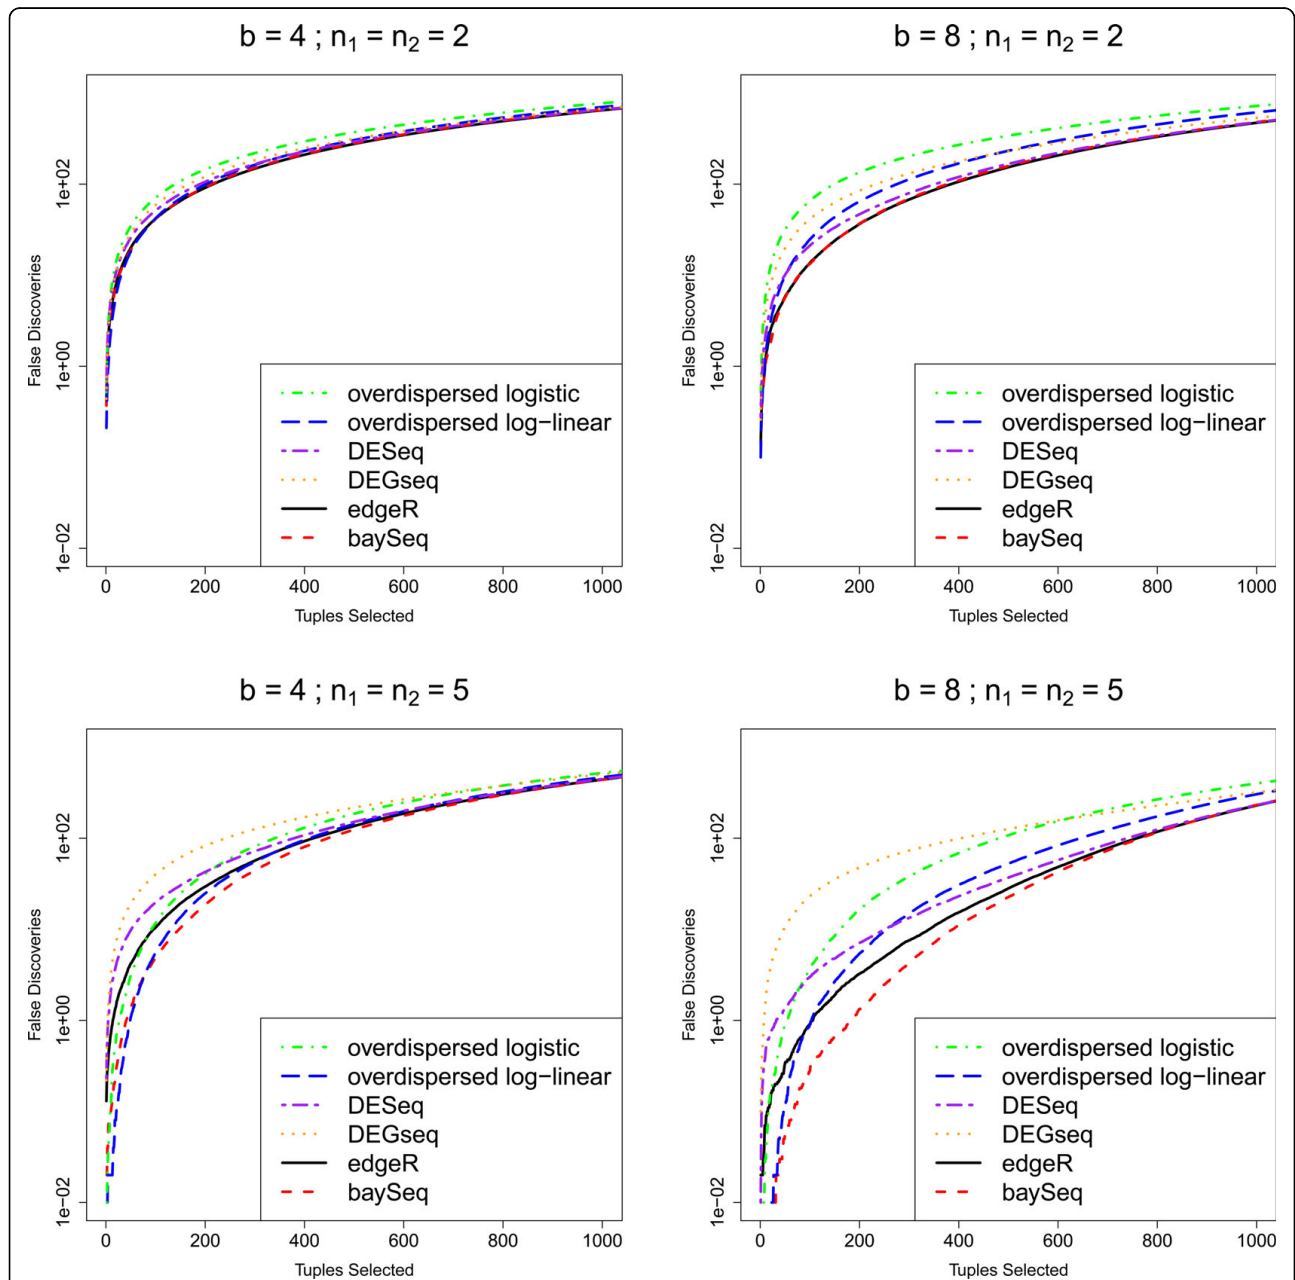 b = 4 ; n₁ = n₂ = 2
False Discoveries
1e+02
1e+00
1e−02
overdispersed logistic
overdispersed log−linear
DESeq
DEGseq
edgeR
baySeq
0 200 400 600 800 1000
Tuples Selected
b = 8 ; n₁ = n₂ = 2
False Discoveries
1e+02
1e+00
1e−02
overdispersed logistic
overdispersed log−linear
DESeq
DEGseq
edgeR
baySeq
0 200 400 600 800 1000
Tuples Selected
b = 4 ; n₁ = n₂ = 5
False Discoveries
1e+02
1e+00
1e−02
overdispersed logistic
overdispersed log−linear
DESeq
DEGseq
edgeR
baySeq
0 200 400 600 800 1000
Tuples Selected
b = 8 ; n₁ = n₂ = 5
False Discoveries
1e+02
1e+00
1e−02
overdispersed logistic
overdispersed log−linear
DESeq
DEGseq
edgeR
baySeq
0 200 400 600 800 1000
Tuples Selected